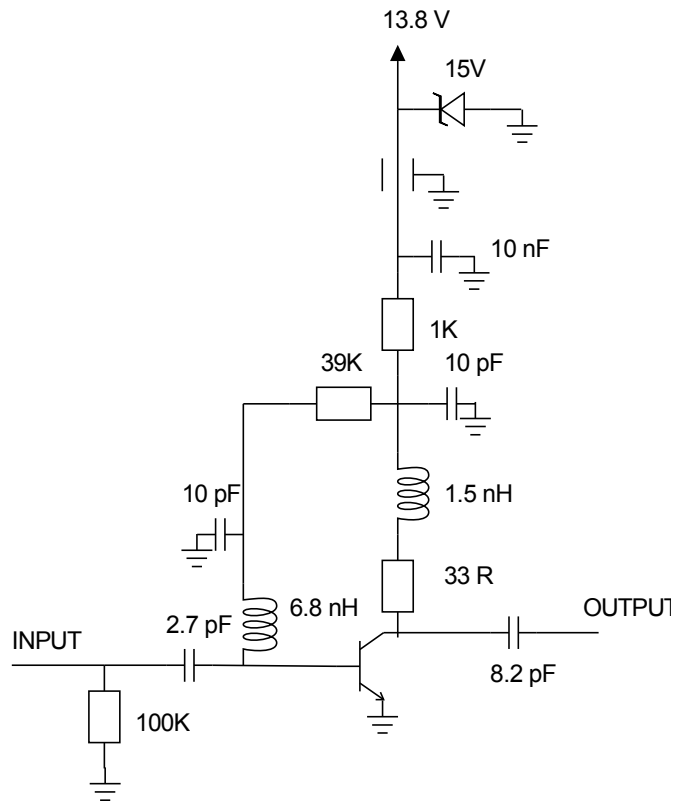 13.8 V
15V
10 nF
1K
39K
10 pF
10 pF
1.5 nH
33 R
6.8 nH
2.7 pF
INPUT
OUTPUT
8.2 pF
100K